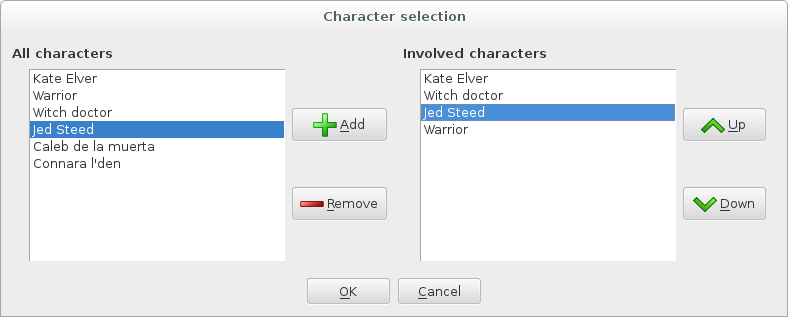 Character selection
All characters
Kate Elver
Warrior
Witch doctor
Jed Steed
Caleb de la muerta
Connara l'den
Add
Remove
Involved characters
Kate Elver
Witch doctor
Jed Steed
Warrior
Up
Down
OK
Cancel